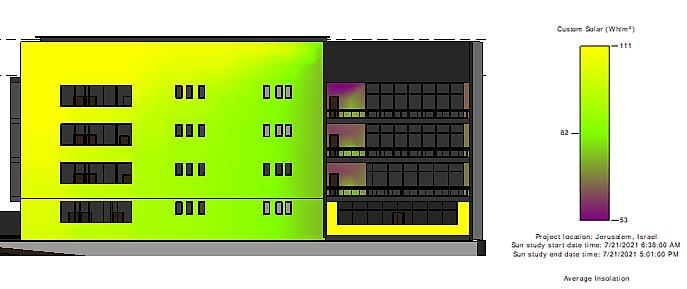 Custom Solar (Wh/m²)
111
82
53
Project location: Jerusalem, Israel
Sun study start date time: 7/21/2021 6:38:00 AM
Sun study end date time: 7/21/2021 5:01:00 PM
Average Insolation